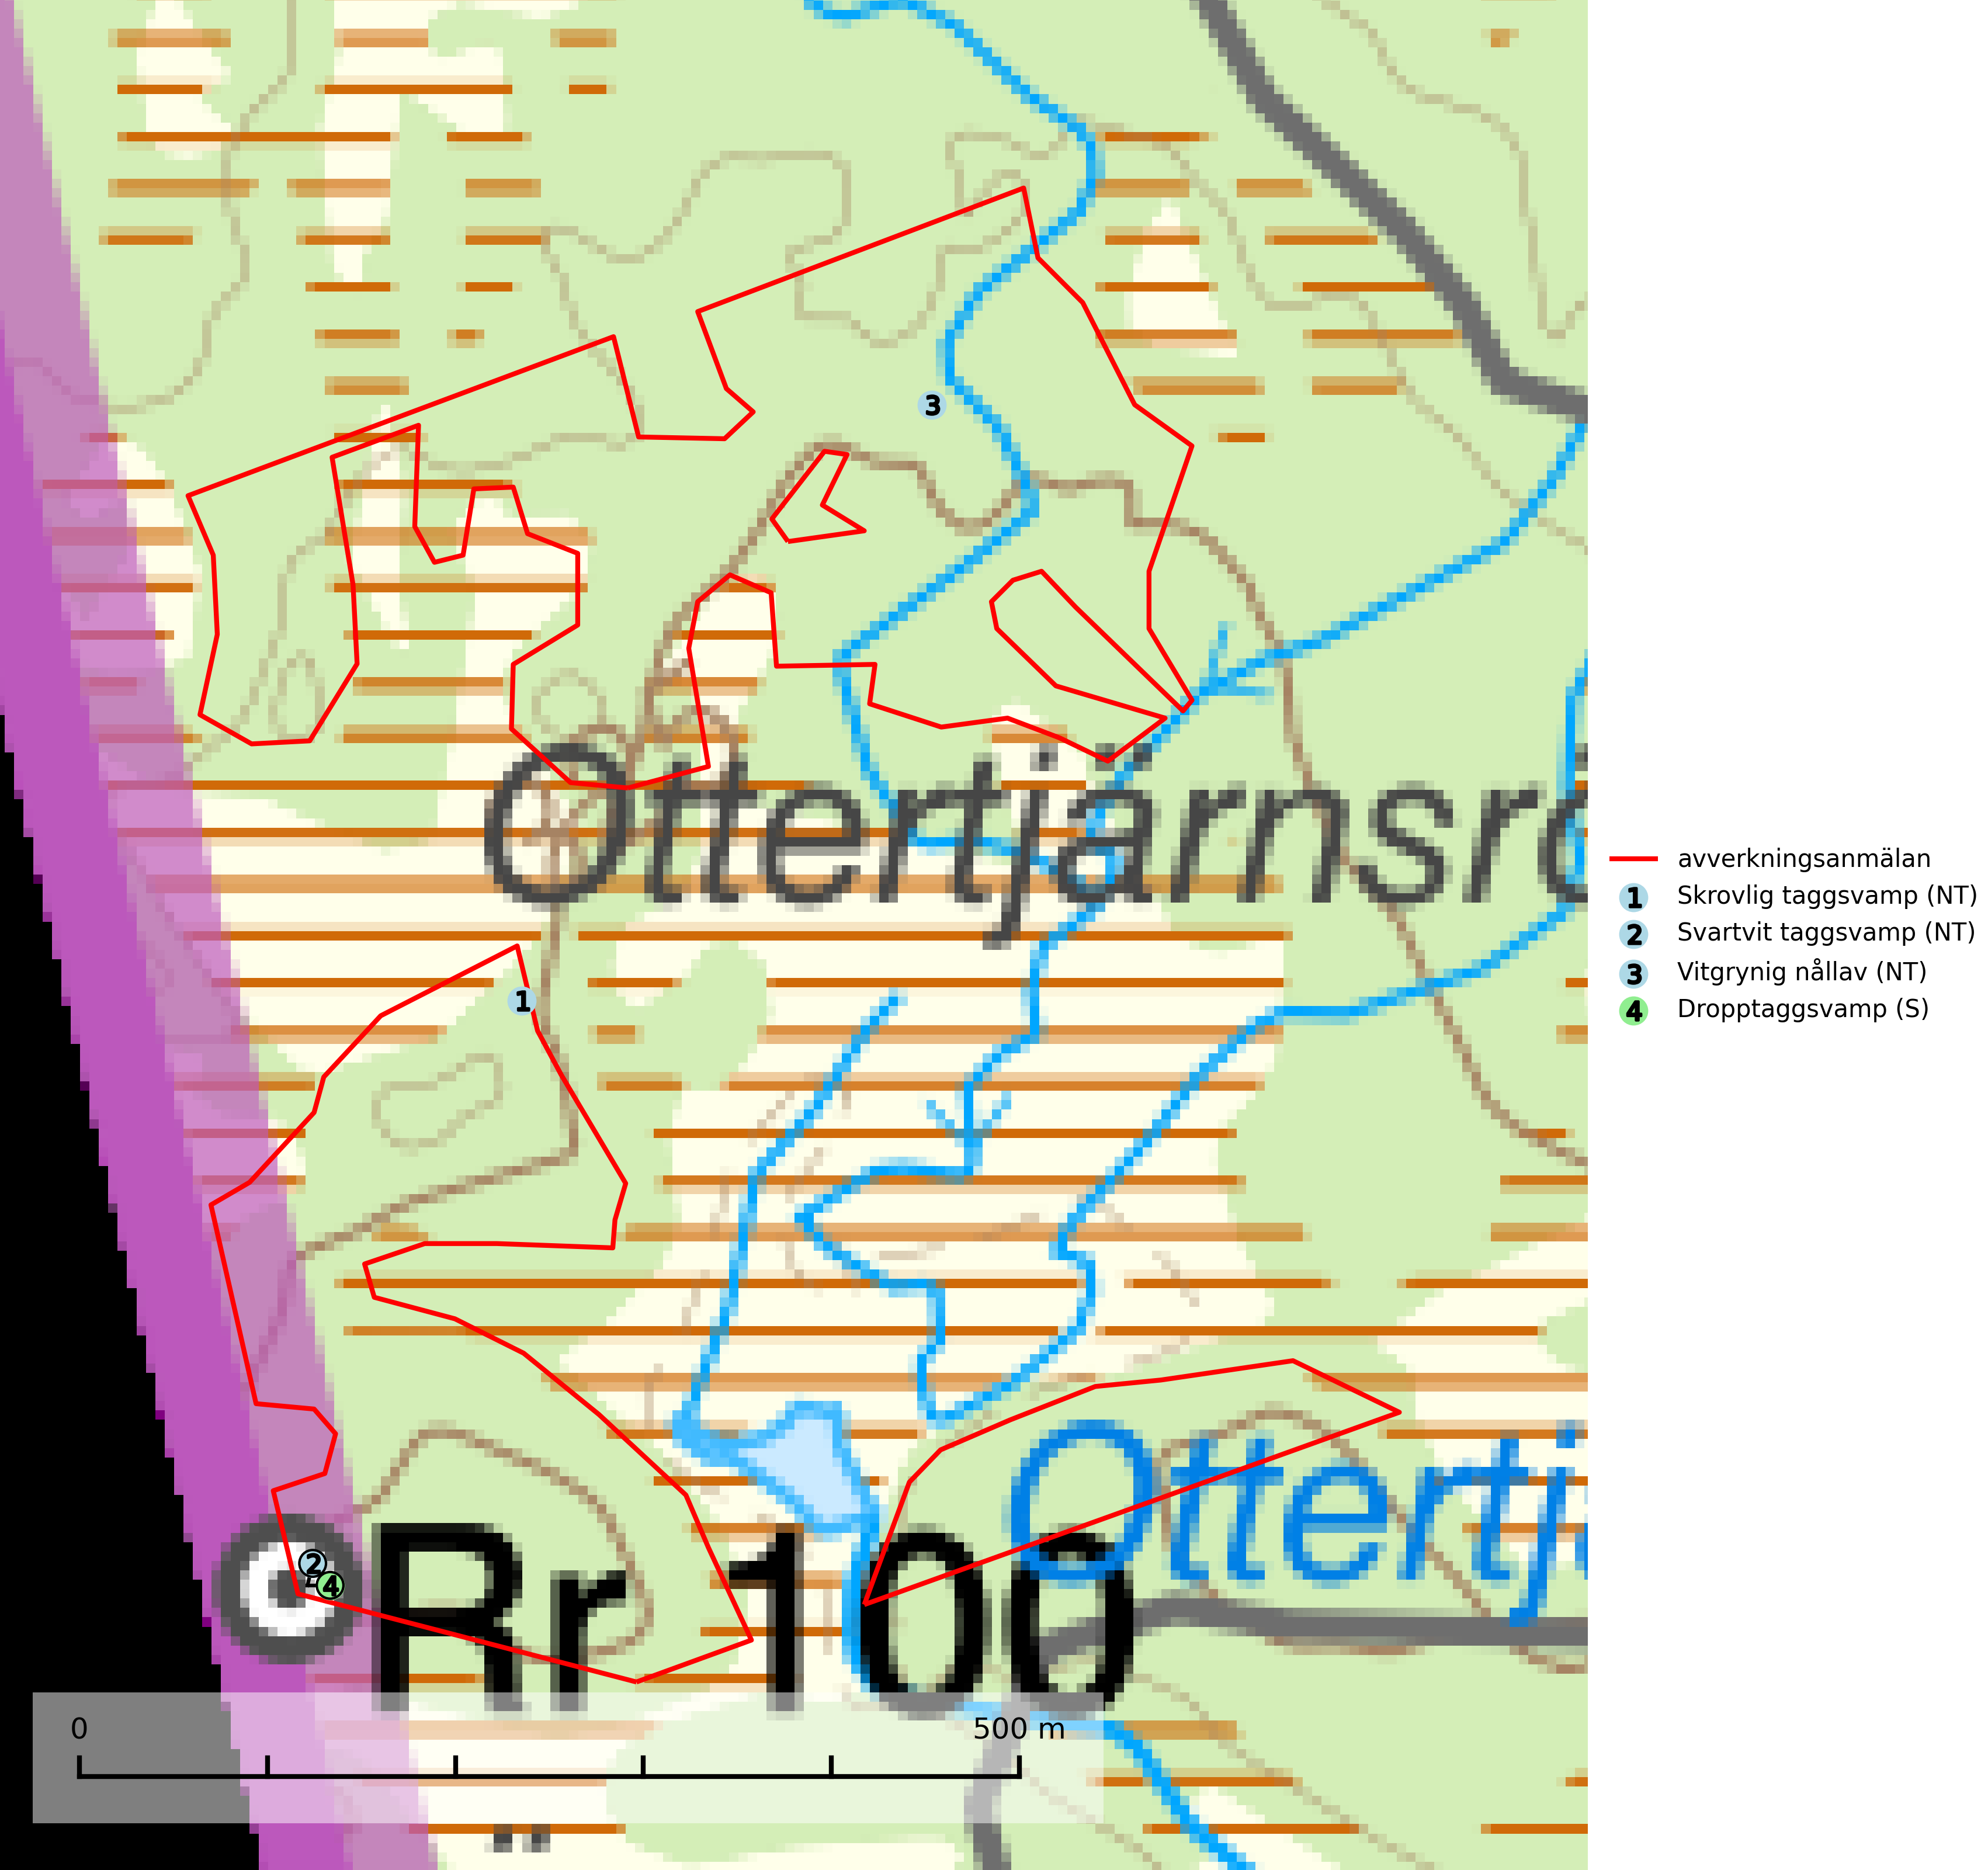 3
Ottertjärnsro
1
avverkningsanmälan
1 Skrovlig taggsvamp (NT)
2 Svartvit taggsvamp (NT)
3 Vitgrynig nållav (NT)
4 Dropptaggsvamp (S)
Ottertj
2
4
Rr 100
0 500 m